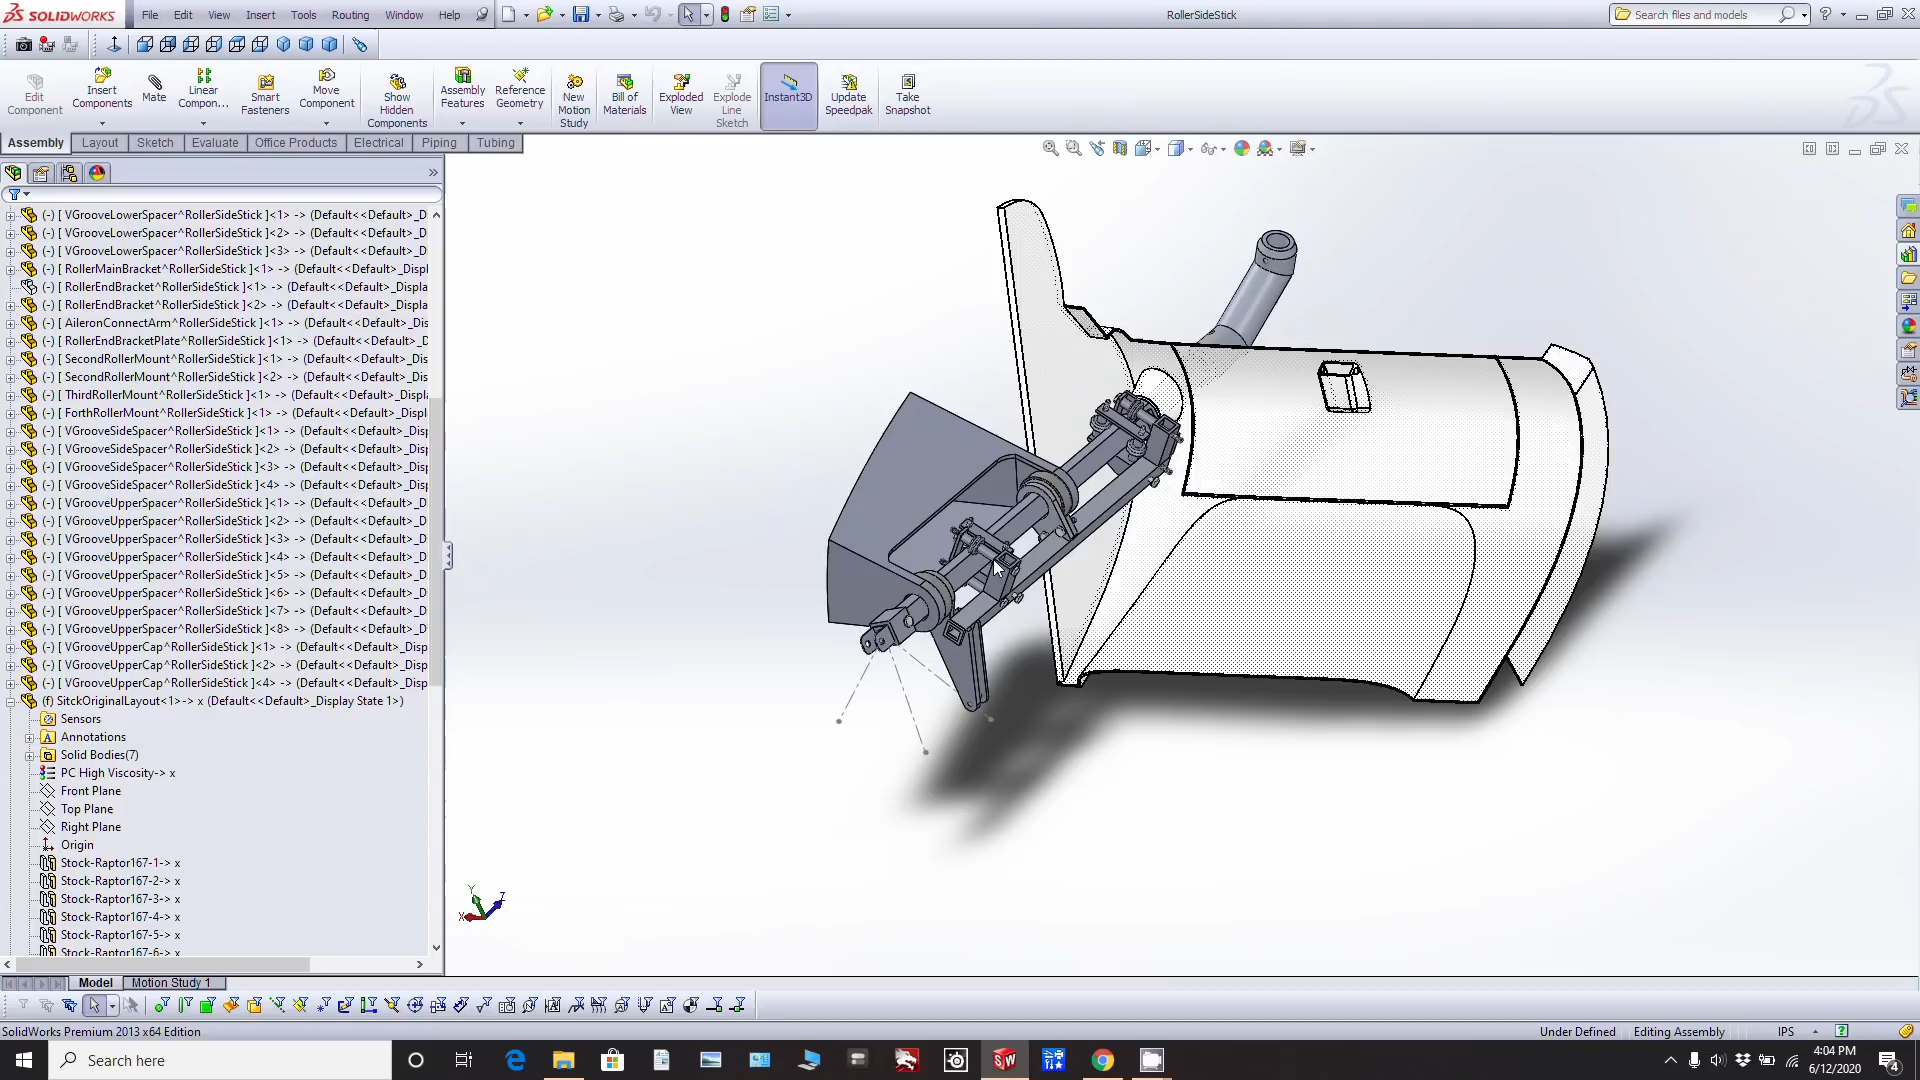 SOLIDWORKS File Edit View Insert Tools Routing Window Help RollerSideStick Search files and models
Edit Component
Insert Components
Mate
Linear Compon...
Smart Fasteners
Move Component
Show Hidden Components
Assembly Features
Reference Geometry
New Motion Study
Bill of Materials
Exploded View
Explode Line Sketch
Instant3D
Update Speedpak
Take Snapshot
Assembly Layout Sketch Evaluate Office Products Electrical Piping Tubing
(-) [ VGrooveLowerSpacer^RollerSideStick ]<1> -> (Default<<Default>_D
(-) [ VGrooveLowerSpacer^RollerSideStick ]<2> -> (Default<<Default>_D
(-) [ VGrooveLowerSpacer^RollerSideStick ]<3> -> (Default<<Default>_D
(-) [ RollerMainBracket^RollerSideStick ]<1> -> (Default<<Default>_Displ
(-) [ RollerEndBracket^RollerSideStick ]<1> -> (Default<<Default>_Displa
(-) [ RollerEndBracket^RollerSideStick ]<2> -> (Default<<Default>_Displa
(-) [ AileronConnectArm^RollerSideStick ]<1> -> (Default<<Default>_Dis
(-) [ RollerEndBracketPlate^RollerSideStick ]<1> -> (Default<<Default>_D
(-) [ SecondRollerMount^RollerSideStick ]<1> -> (Default<<Default>_Dis
(-) [ SecondRollerMount^RollerSideStick ]<2> -> (Default<<Default>_Dis
(-) [ ThirdRollerMount^RollerSideStick ]<1> -> (Default<<Default>_Displ
(-) [ ForthRollerMount^RollerSideStick ]<1> -> (Default<<Default>_Displ
(-) [ VGrooveSideSpacer^RollerSideStick ]<1> -> (Default<<Default>_Disp
(-) [ VGrooveSideSpacer^RollerSideStick ]<2> -> (Default<<Default>_Disp
(-) [ VGrooveSideSpacer^RollerSideStick ]<3> -> (Default<<Default>_Disp
(-) [ VGrooveSideSpacer^RollerSideStick ]<4> -> (Default<<Default>_Disp
(-) [ VGrooveUpperSpacer^RollerSideStick ]<1> -> (Default<<Default>_D
(-) [ VGrooveUpperSpacer^RollerSideStick ]<2> -> (Default<<Default>_D
(-) [ VGrooveUpperSpacer^RollerSideStick ]<3> -> (Default<<Default>_D
(-) [ VGrooveUpperSpacer^RollerSideStick ]<4> -> (Default<<Default>_D
(-) [ VGrooveUpperSpacer^RollerSideStick ]<5> -> (Default<<Default>_D
(-) [ VGrooveUpperSpacer^RollerSideStick ]<6> -> (Default<<Default>_D
(-) [ VGrooveUpperSpacer^RollerSideStick ]<7> -> (Default<<Default>_D
(-) [ VGrooveUpperSpacer^RollerSideStick ]<8> -> (Default<<Default>_D
(-) [ VGrooveUpperCap^RollerSideStick ]<1> -> (Default<<Default>_Disp
(-) [ VGrooveUpperCap^RollerSideStick ]<2> -> (Default<<Default>_Disp
(-) [ VGrooveUpperCap^RollerSideStick ]<4> -> (Default<<Default>_Disp
(f) SitckOriginalLayout<1>-> x (Default<<Default>_Display State 1>)
Sensors
Annotations
Solid Bodies(7)
PC High Viscosity-> x
Front Plane
Top Plane
Right Plane
Origin
Stock-Raptor167-1-> x
Stock-Raptor167-2-> x
Stock-Raptor167-3-> x
Stock-Raptor167-4-> x
Stock-Raptor167-5-> x
Stock-Raptor167-6-> x
Y
Z
X
Model Motion Study 1
SolidWorks Premium 2013 x64 Edition Under Defined Editing Assembly IPS
Search here
SW
4:04 PM
6/12/2020
4